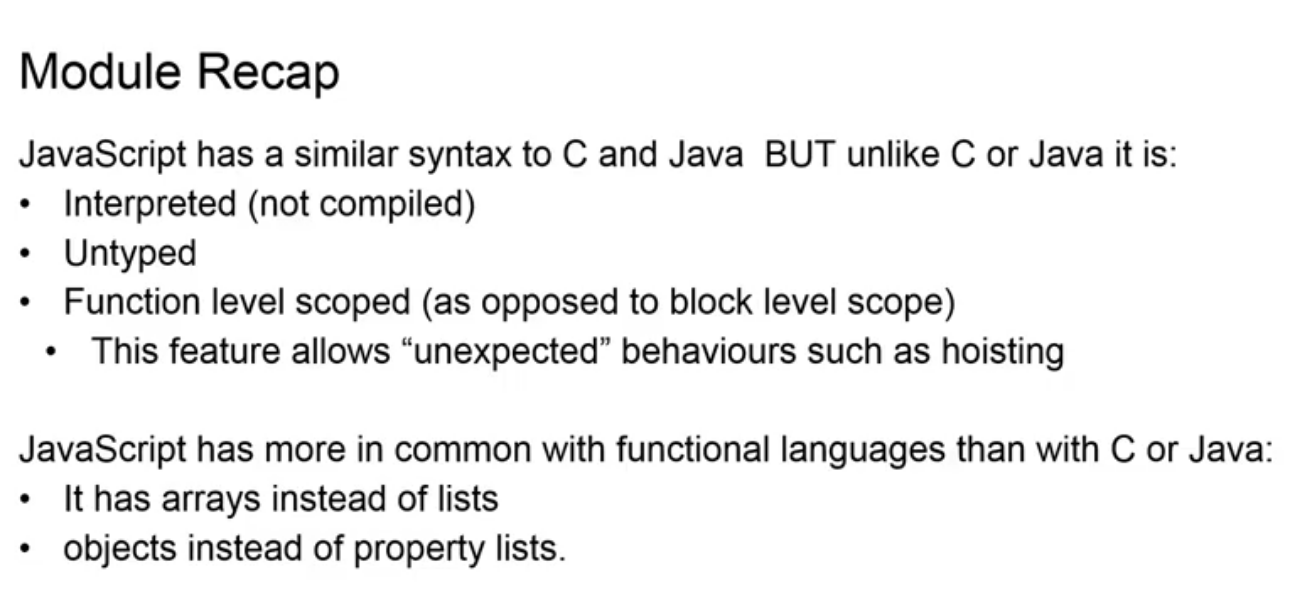 Module Recap
JavaScript has a similar syntax to C and Java  BUT unlike C or Java it is:
• Interpreted (not compiled)
• Untyped
• Function level scoped (as opposed to block level scope)
• This feature allows “unexpected” behaviours such as hoisting
JavaScript has more in common with functional languages than with C or Java:
• It has arrays instead of lists
• objects instead of property lists.